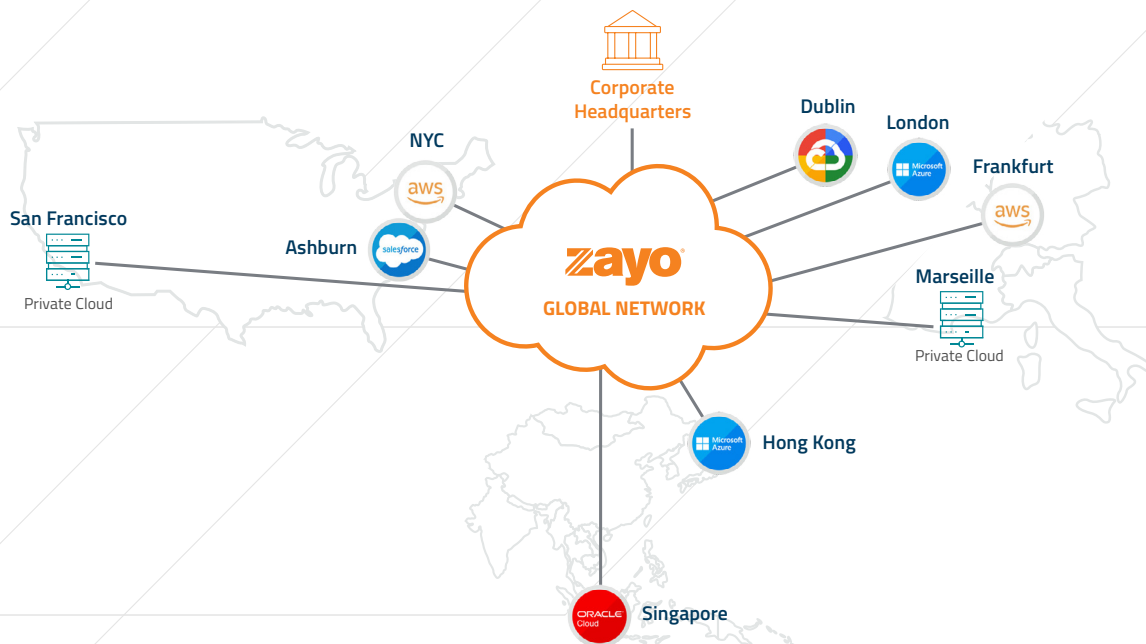 Corporate
Headquarters
Dublin
London
Microsoft
Azure
NYC
aws
Frankfurt
aws
San Francisco
Private Cloud
Ashburn
salesforce
zayo
GLOBAL NETWORK
Marseille
Private Cloud
Microsoft
Azure
Hong Kong
ORACLE
Cloud
Singapore